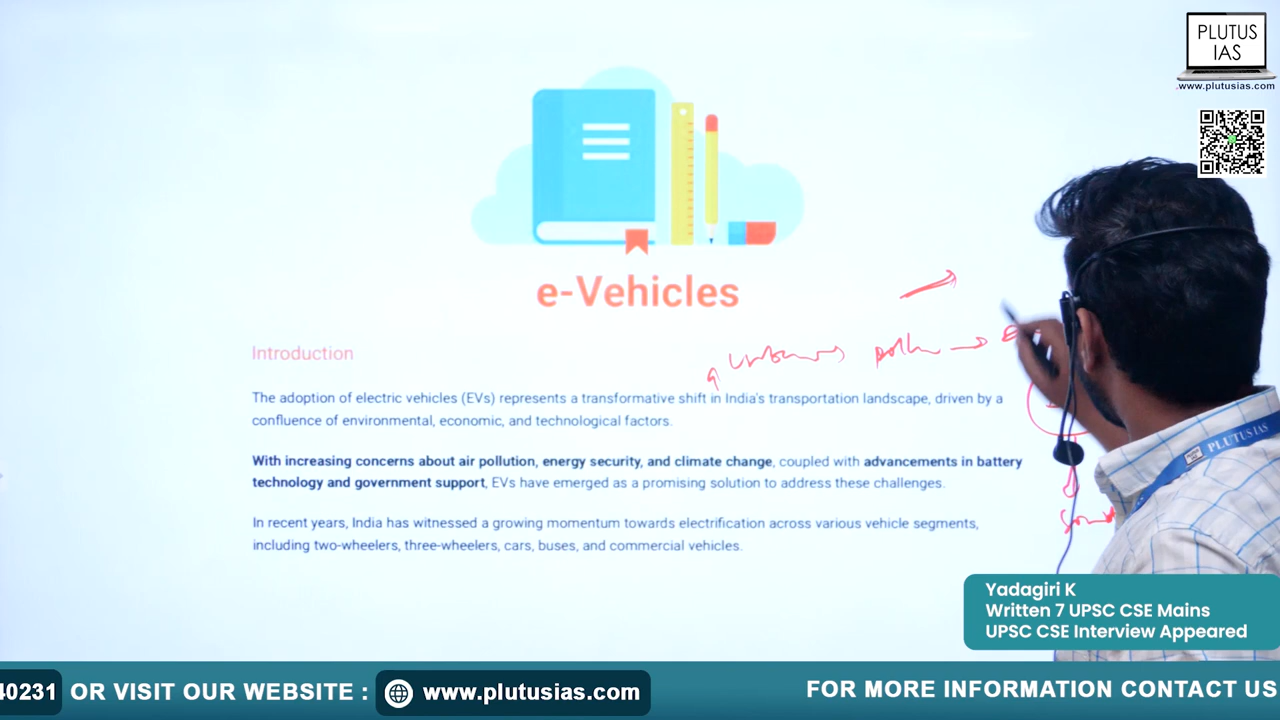 PLUTUS
IAS
www.plutusias.com
e-Vehicles
Introduction
The adoption of electric vehicles (EVs) represents a transformative shift in India's transportation landscape, driven by a
confluence of environmental, economic, and technological factors.
With increasing concerns about air pollution, energy security, and climate change, coupled with advancements in battery
technology and government support, EVs have emerged as a promising solution to address these challenges.
In recent years, India has witnessed a growing momentum towards electrification across various vehicle segments,
including two-wheelers, three-wheelers, cars, buses, and commercial vehicles.
PLUTUS IAS
Yadagiri K
Written 7 UPSC CSE Mains
UPSC CSE Interview Appeared
40231 OR VISIT OUR WEBSITE : www.plutusias.com FOR MORE INFORMATION CONTACT US